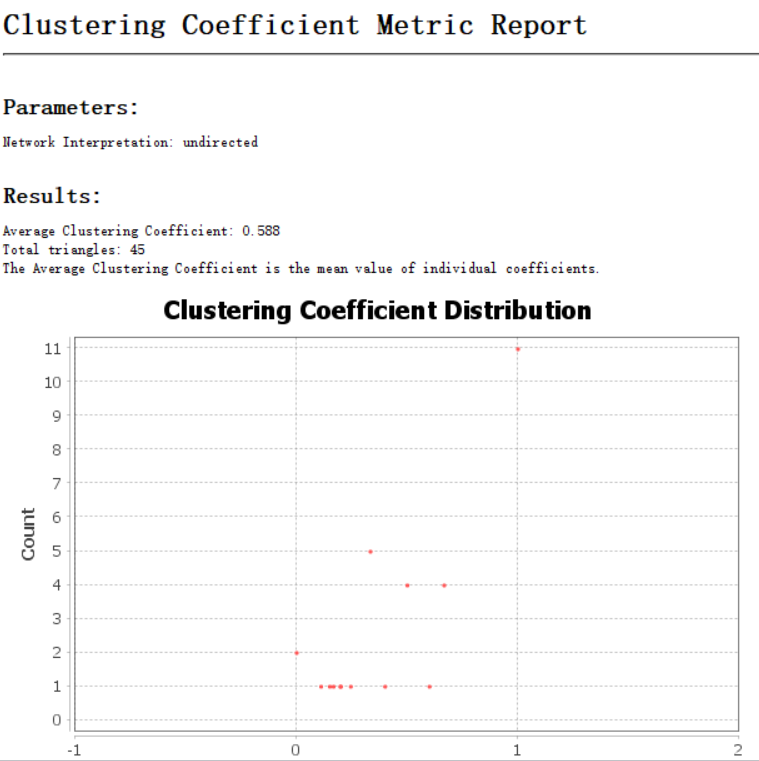 Clustering Coefficient Metric Report
Parameters:
Network Interpretation: undirected
Results:
Average Clustering Coefficient: 0.588
Total triangles: 45
The Average Clustering Coefficient is the mean value of individual coefficients.
Clustering Coefficient Distribution
11
10
9
8
7
6
5
4
3
2
1
0
Count
-1 0 1 2